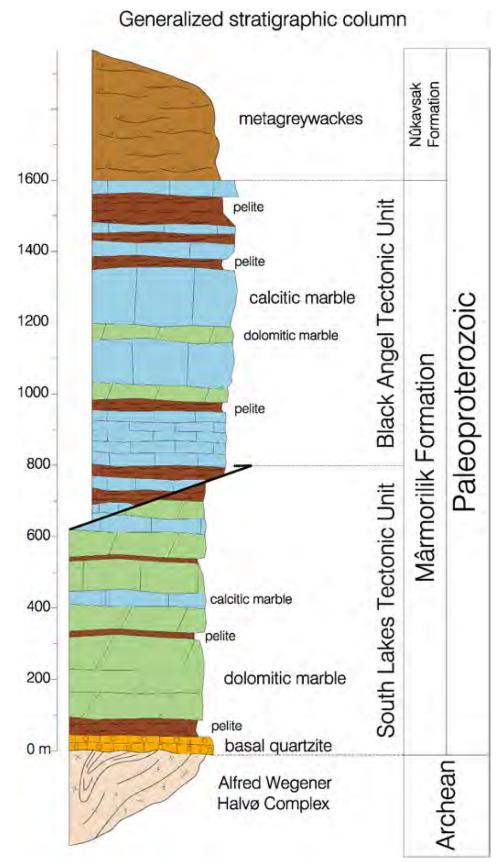 Generalized stratigraphic column
metagreywackes
Nûkavsak
Formation
1600
pelite
1400
pelite
calcitic marble
1200
dolomitic marble
1000
pelite
Black Angel Tectonic Unit
800
600
calcitic marble
400
pelite
dolomitic marble
200
pelite
basal quartzite
0 m
South Lakes Tectonic Unit
Mârmorilik Formation
Paleoproterozoic
Alfred Wegener
Halvø Complex
Archean